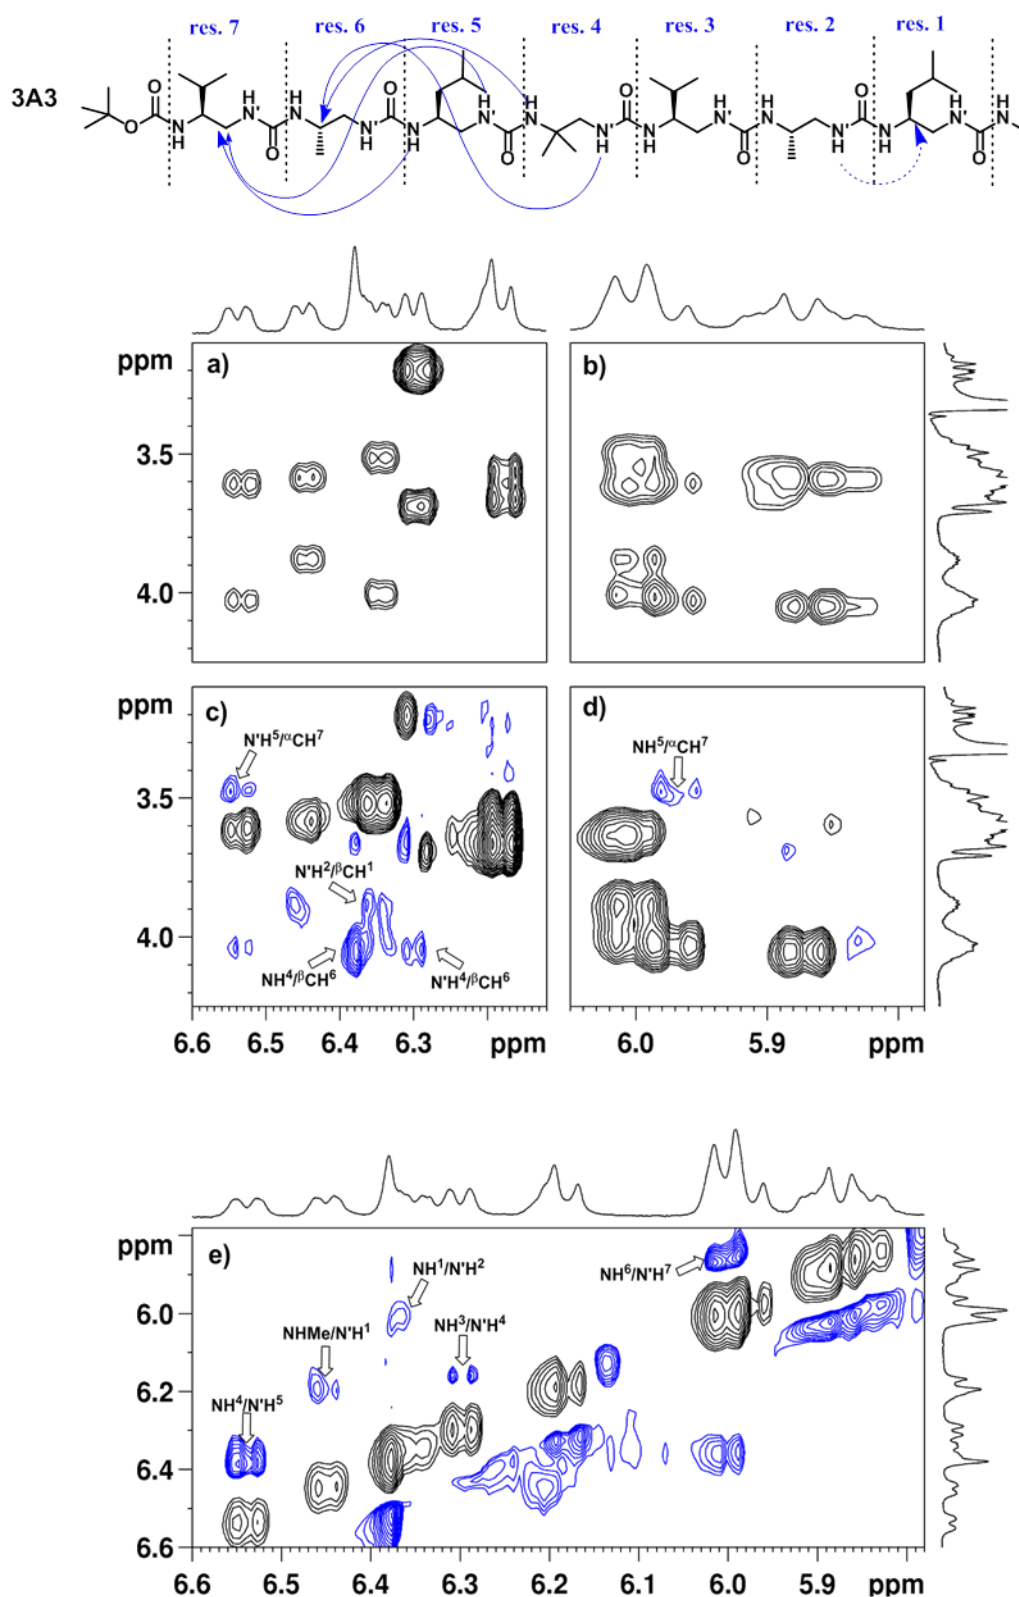 res. 7 res. 6 res. 5 res. 4 res. 3 res. 2 res. 1
3A3
O O N H N' H O N H N H O N' H N H O N' H N H O N' H N H O N' H N H O N' H N H O N' H N H O N' H N H
ppm a) b)
3.5
4.0
ppm c) d)
N'H⁵/αCH⁷ NH⁵/αCH⁷
3.5
N'H²/βCH¹
4.0
NH⁴/βCH⁶ N'H⁴/βCH⁶
6.6 6.5 6.4 6.3 ppm 6.0 5.9 ppm
ppm e)
NH¹/N'H² NH⁶/N'H⁷
6.0
NHMe/N'H¹ NH³/N'H⁴
6.2
NH⁴/N'H⁵
6.4
6.6
6.6 6.5 6.4 6.3 6.2 6.1 6.0 5.9 ppm